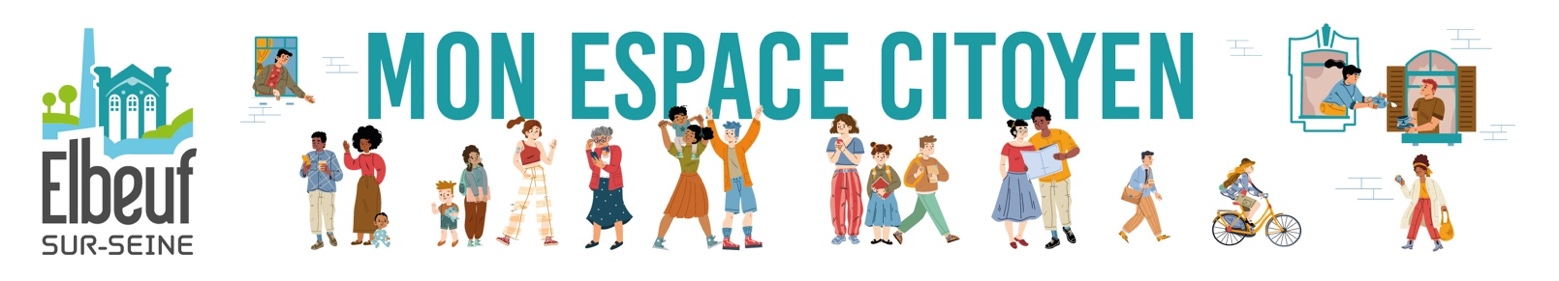 Elbeuf
SUR-SEINE
MON ESPACE CITOYEN